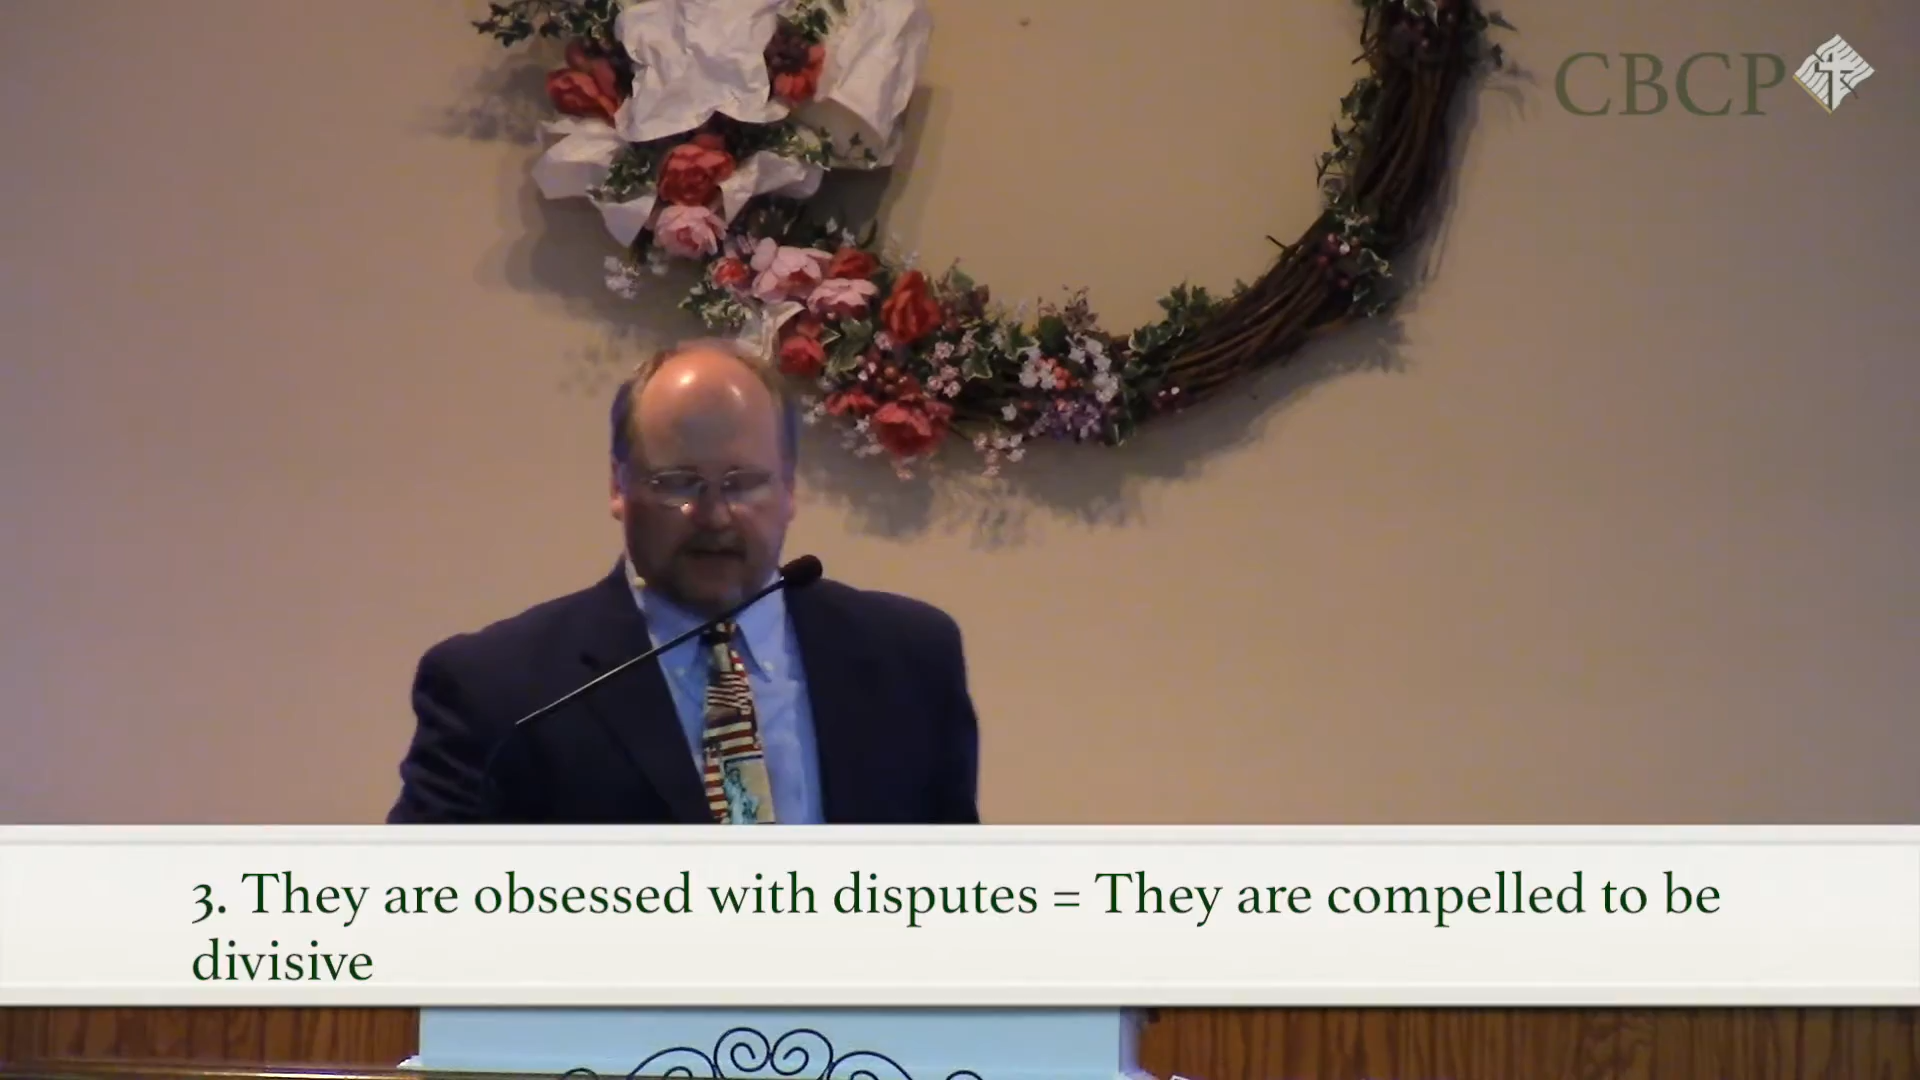 CBCP
3. They are obsessed with disputes = They are compelled to be
divisive